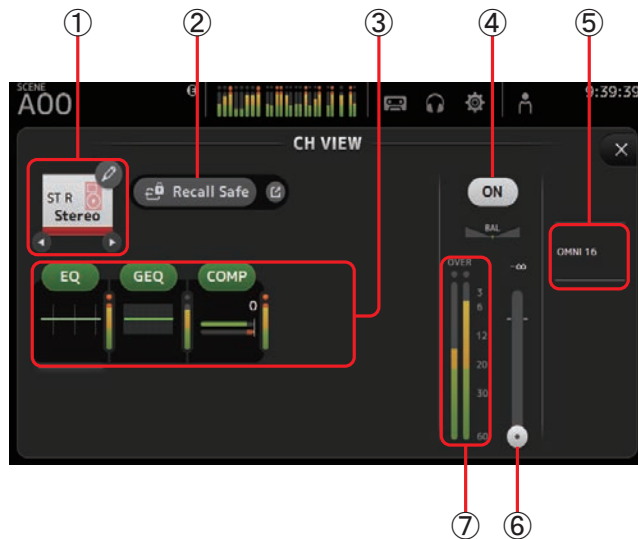 ① ② ③ ④ ⑤
SCENE
A00
9:39:39
CH VIEW
ST R
Stereo
Recall Safe
ON
BAL
OMNI 16
EQ GEQ COMP
0
OVER
-∞
3
6
12
20
30
60
⑦ ⑥